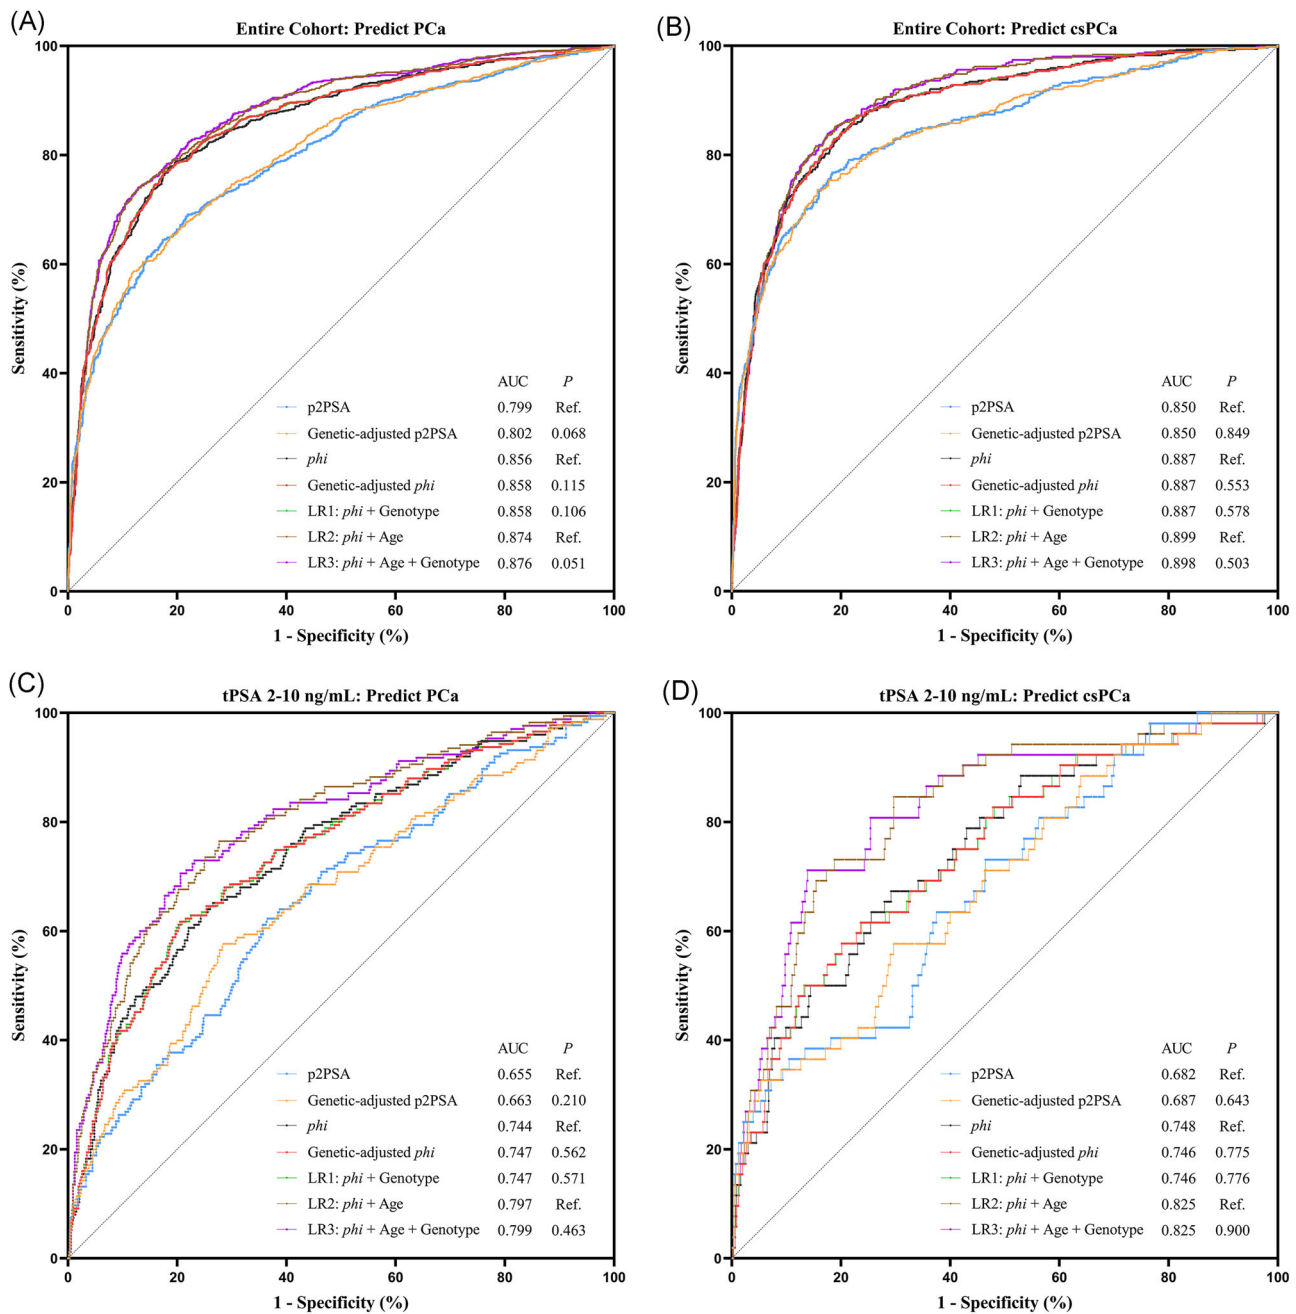 (A)
Entire Cohort: Predict PCa
100
80
60
40
20
0
Sensitivity (%)
AUC P
p2PSA 0.799 Ref.
Genetic-adjusted p2PSA 0.802 0.068
phi 0.856 Ref.
Genetic-adjusted phi 0.858 0.115
LR1: phi + Genotype 0.858 0.106
LR2: phi + Age 0.874 Ref.
LR3: phi + Age + Genotype 0.876 0.051
0 20 40 60 80 100
1 - Specificity (%)
(B)
Entire Cohort: Predict csPCa
100
80
60
40
20
0
Sensitivity (%)
AUC P
p2PSA 0.850 Ref.
Genetic-adjusted p2PSA 0.850 0.849
phi 0.887 Ref.
Genetic-adjusted phi 0.887 0.553
LR1: phi + Genotype 0.887 0.578
LR2: phi + Age 0.899 Ref.
LR3: phi + Age + Genotype 0.898 0.503
0 20 40 60 80 100
1 - Specificity (%)
(C)
tPSA 2-10 ng/mL: Predict PCa
100
80
60
40
20
0
Sensitivity (%)
AUC P
p2PSA 0.655 Ref.
Genetic-adjusted p2PSA 0.663 0.210
phi 0.744 Ref.
Genetic-adjusted phi 0.747 0.562
LR1: phi + Genotype 0.747 0.571
LR2: phi + Age 0.797 Ref.
LR3: phi + Age + Genotype 0.799 0.463
0 20 40 60 80 100
1 - Specificity (%)
(D)
tPSA 2-10 ng/mL: Predict csPCa
100
80
60
40
20
0
Sensitivity (%)
AUC P
p2PSA 0.682 Ref.
Genetic-adjusted p2PSA 0.687 0.643
phi 0.748 Ref.
Genetic-adjusted phi 0.746 0.775
LR1: phi + Genotype 0.746 0.776
LR2: phi + Age 0.825 Ref.
LR3: phi + Age + Genotype 0.825 0.900
0 20 40 60 80 100
1 - Specificity (%)